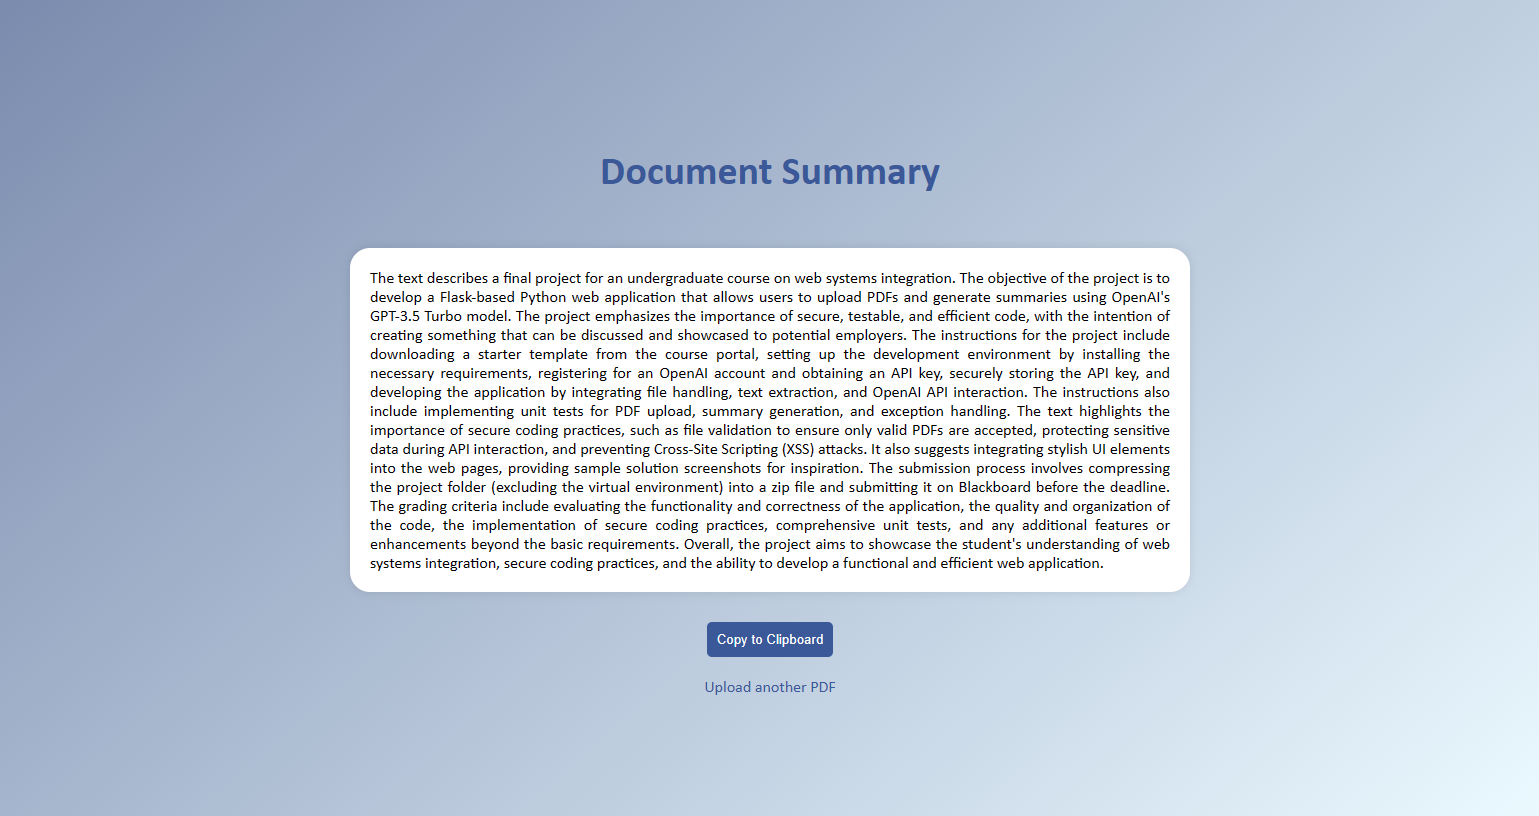 Document Summary
The text describes a final project for an undergraduate course on web systems integration. The objective of the project is to
develop a Flask-based Python web application that allows users to upload PDFs and generate summaries using OpenAI's
GPT-3.5 Turbo model. The project emphasizes the importance of secure, testable, and efficient code, with the intention of
creating something that can be discussed and showcased to potential employers. The instructions for the project include
downloading a starter template from the course portal, setting up the development environment by installing the
necessary requirements, registering for an OpenAI account and obtaining an API key, securely storing the API key, and
developing the application by integrating file handling, text extraction, and OpenAI API interaction. The instructions also
include implementing unit tests for PDF upload, summary generation, and exception handling. The text highlights the
importance of secure coding practices, such as file validation to ensure only valid PDFs are accepted, protecting sensitive
data during API interaction, and preventing Cross-Site Scripting (XSS) attacks. It also suggests integrating stylish UI elements
into the web pages, providing sample solution screenshots for inspiration. The submission process involves compressing
the project folder (excluding the virtual environment) into a zip file and submitting it on Blackboard before the deadline.
The grading criteria include evaluating the functionality and correctness of the application, the quality and organization of
the code, the implementation of secure coding practices, comprehensive unit tests, and any additional features or
enhancements beyond the basic requirements. Overall, the project aims to showcase the student's understanding of web
systems integration, secure coding practices, and the ability to develop a functional and efficient web application.
Copy to Clipboard
Upload another PDF